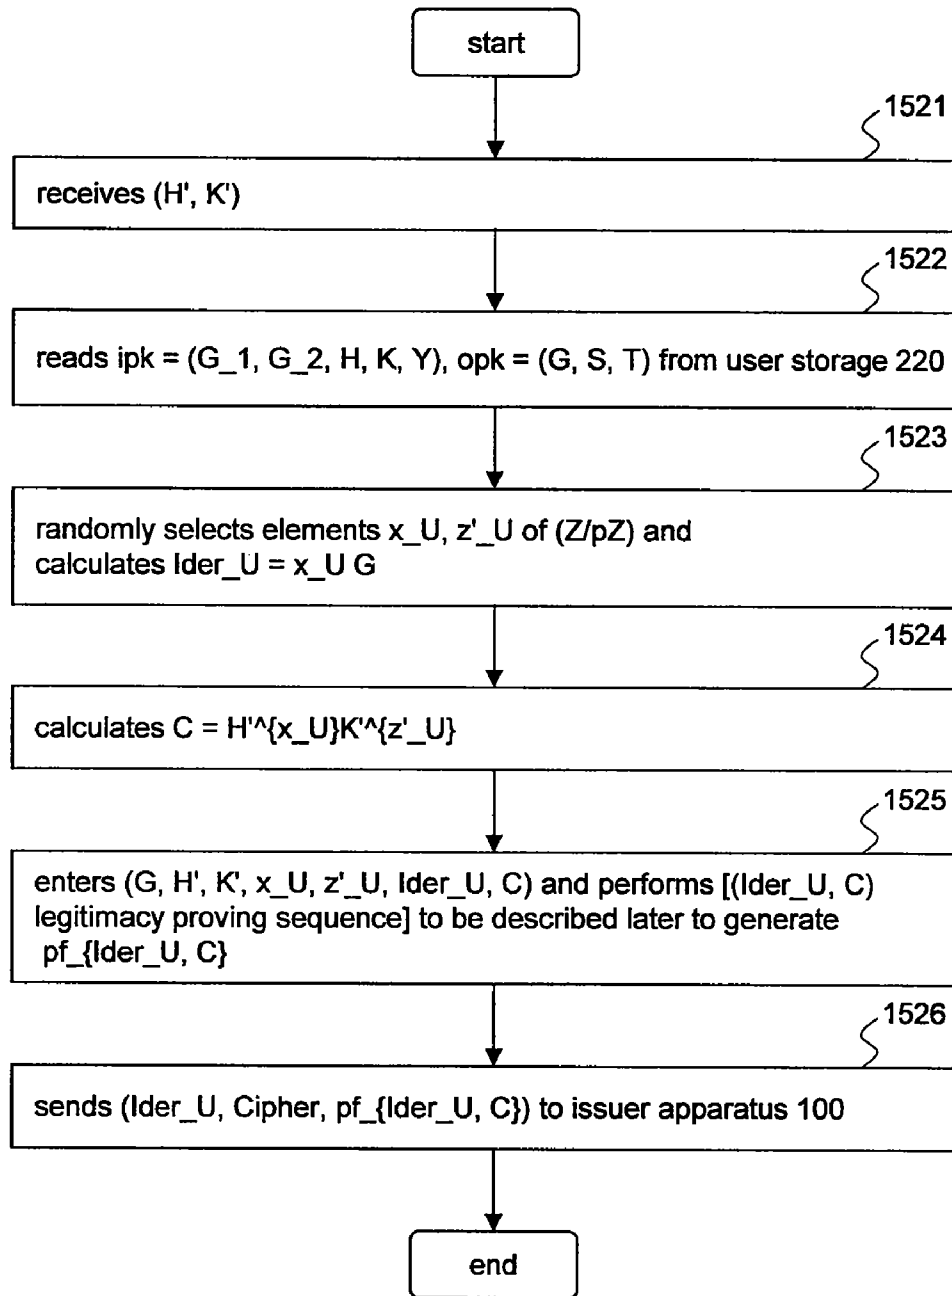 start
1521
receives (H', K')
1522
reads ipk = (G_1, G_2, H, K, Y), opk = (G, S, T) from user storage 220
1523
randomly selects elements x_U, z'_U of (Z/pZ) and
calculates Ider_U = x_U G
1524
calculates C = H'^{x_U}K'^{z'_U}
1525
enters (G, H', K', x_U, z'_U, Ider_U, C) and performs [(Ider_U, C)
legitimacy proving sequence] to be described later to generate
pf_{Ider_U, C}
1526
sends (Ider_U, Cipher, pf_{Ider_U, C}) to issuer apparatus 100
end